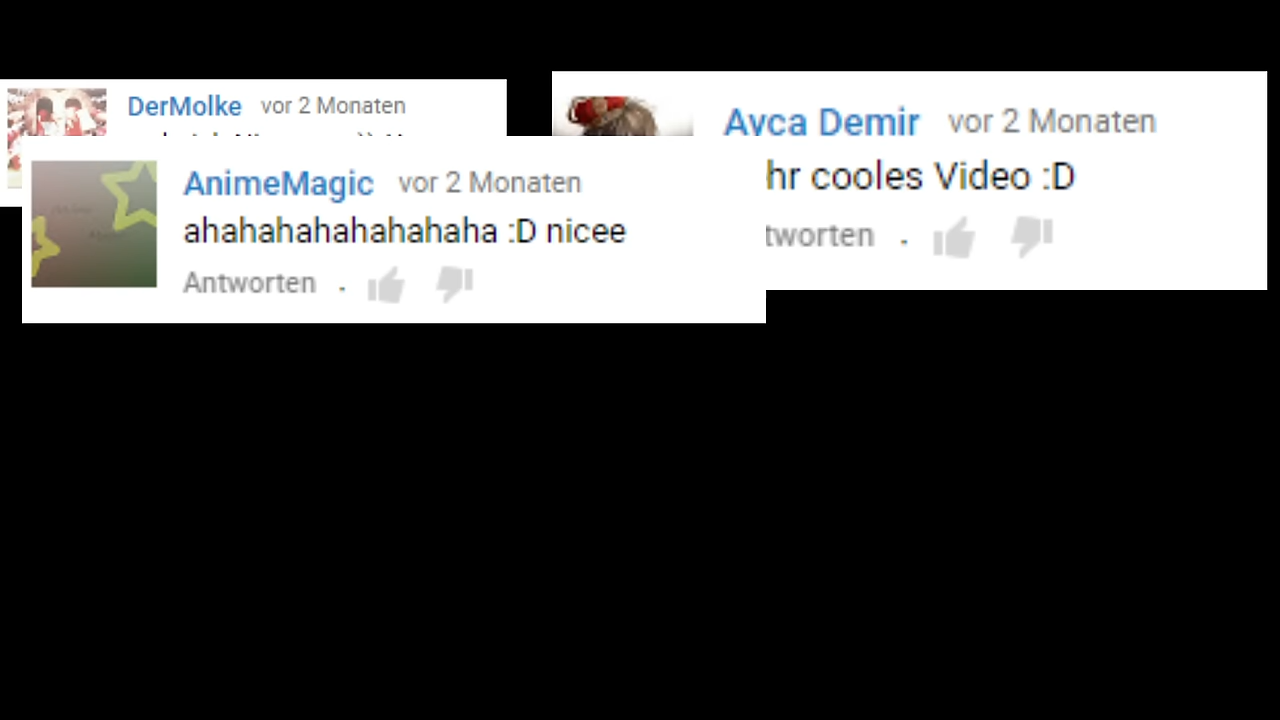 DerMolke vor 2 Monaten
AnimeMagic vor 2 Monaten
ahahahahahahahaha :D nicee
Antworten .
Ayca Demir vor 2 Monaten
hr cooles Video :D
tworten .